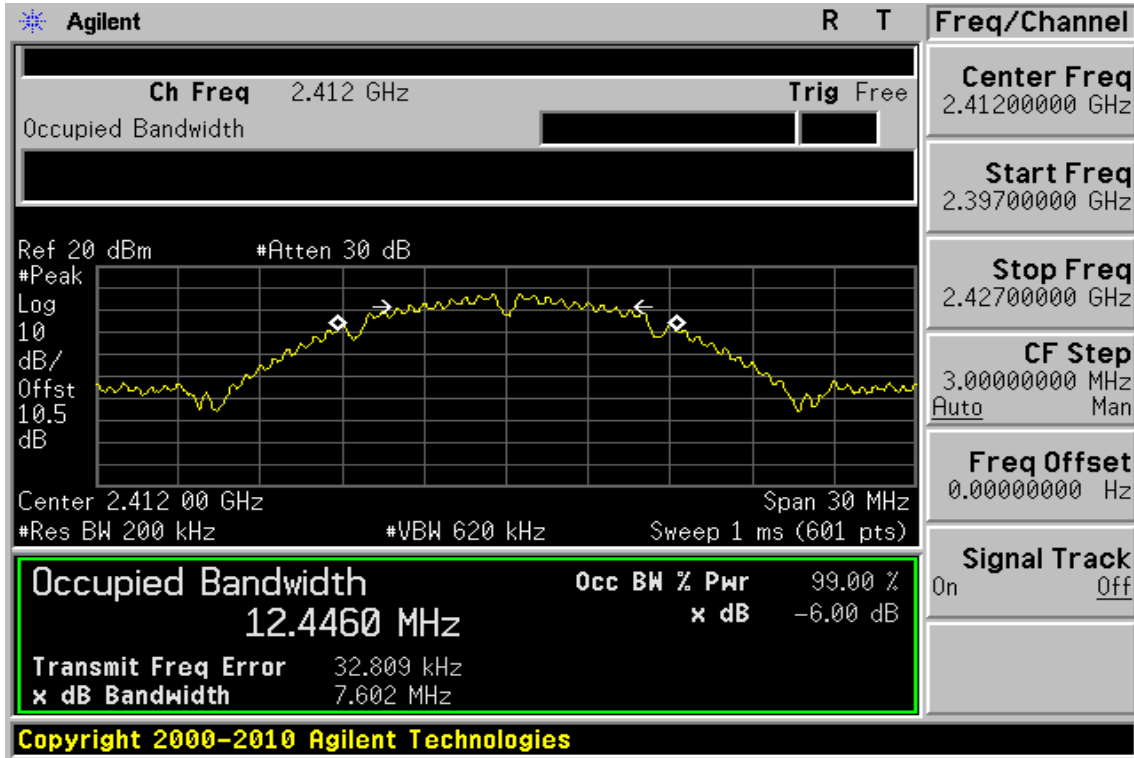 Agilent R T
Ch Freq 2.412 GHz Trig Free
Occupied Bandwidth
Ref 20 dBm #Atten 30 dB
#Peak
Log
10
dB/
Offst
10.5
dB
Center 2.412 00 GHz Span 30 MHz
#Res BW 200 kHz #VBW 620 kHz Sweep 1 ms (601 pts)
Occupied Bandwidth Occ BW % Pwr 99.00 %
12.4460 MHz x dB -6.00 dB
Transmit Freq Error 32.809 kHz
x dB Bandwidth 7.602 MHz
Copyright 2000-2010 Agilent Technologies
Freq/Channel
Center Freq
2.41200000 GHz
Start Freq
2.39700000 GHz
Stop Freq
2.42700000 GHz
CF Step
3.00000000 MHz
Auto Man
Freq Offset
0.00000000 Hz
Signal Track
On Off